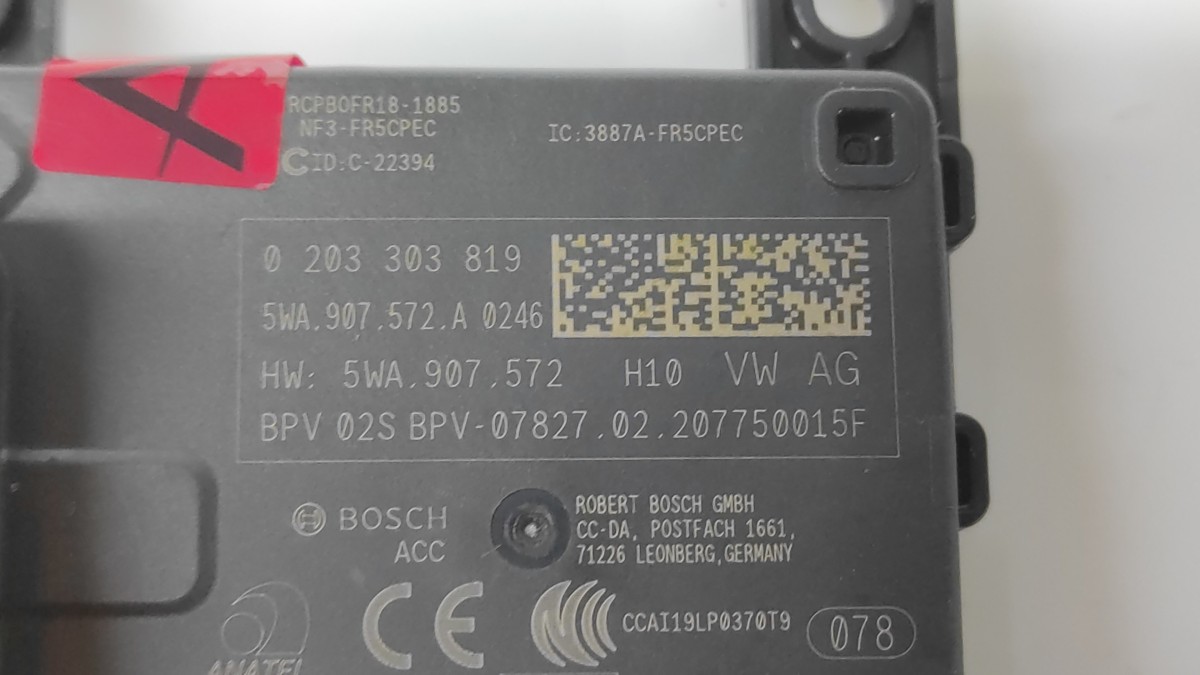 RCPBOFR18-1885
NF3-FR5CPEC
IC:3887A-FR5CPEC
CID:C-22394
0 203 303 819
5WA.907.572.A 0246
HW: 5WA.907.572 H10 VW AG
BPV 02S BPV-07827.02.207750015F
BOSCH
ACC
ROBERT BOSCH GMBH
CC-DA, POSTFACH 1661,
71226 LEONBERG,GERMANY
CE
CCAI19LP0370T9
078
ANATEL